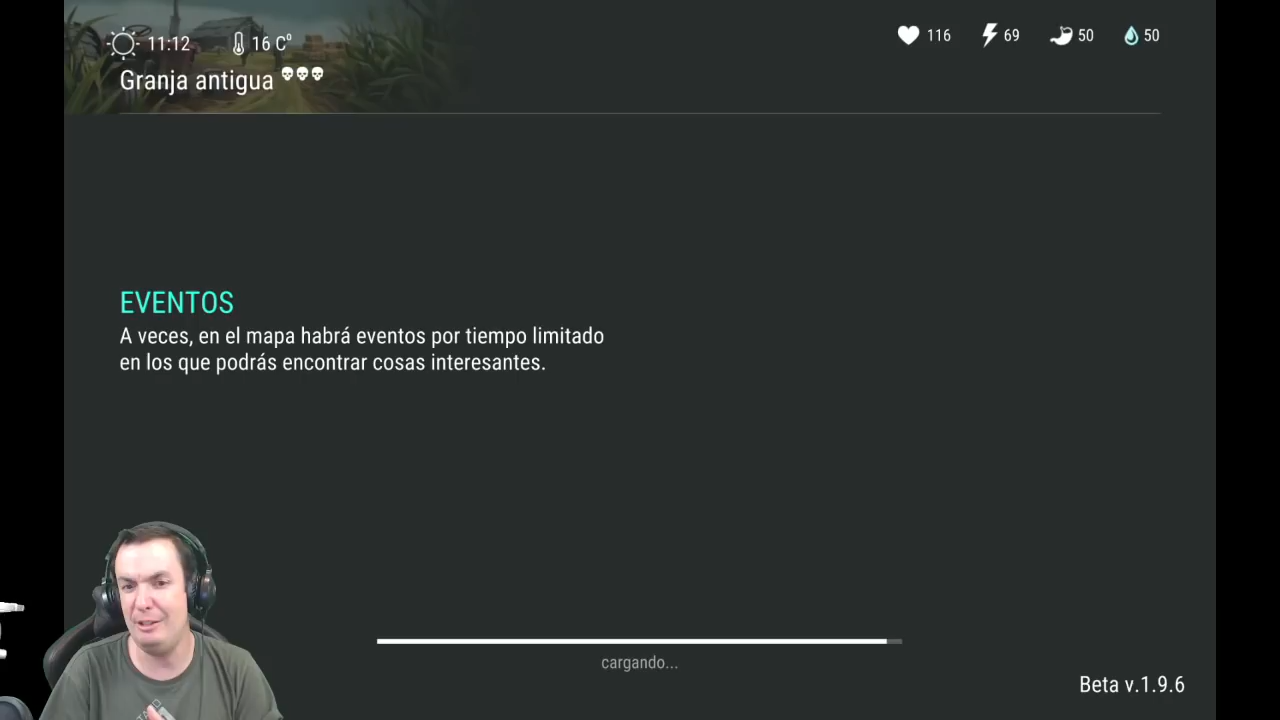 11:12
16 Cº
116
69
50
50
Granja antigua
EVENTOS
A veces, en el mapa habrá eventos por tiempo limitado
en los que podrás encontrar cosas interesantes.
cargando...
Beta v.1.9.6